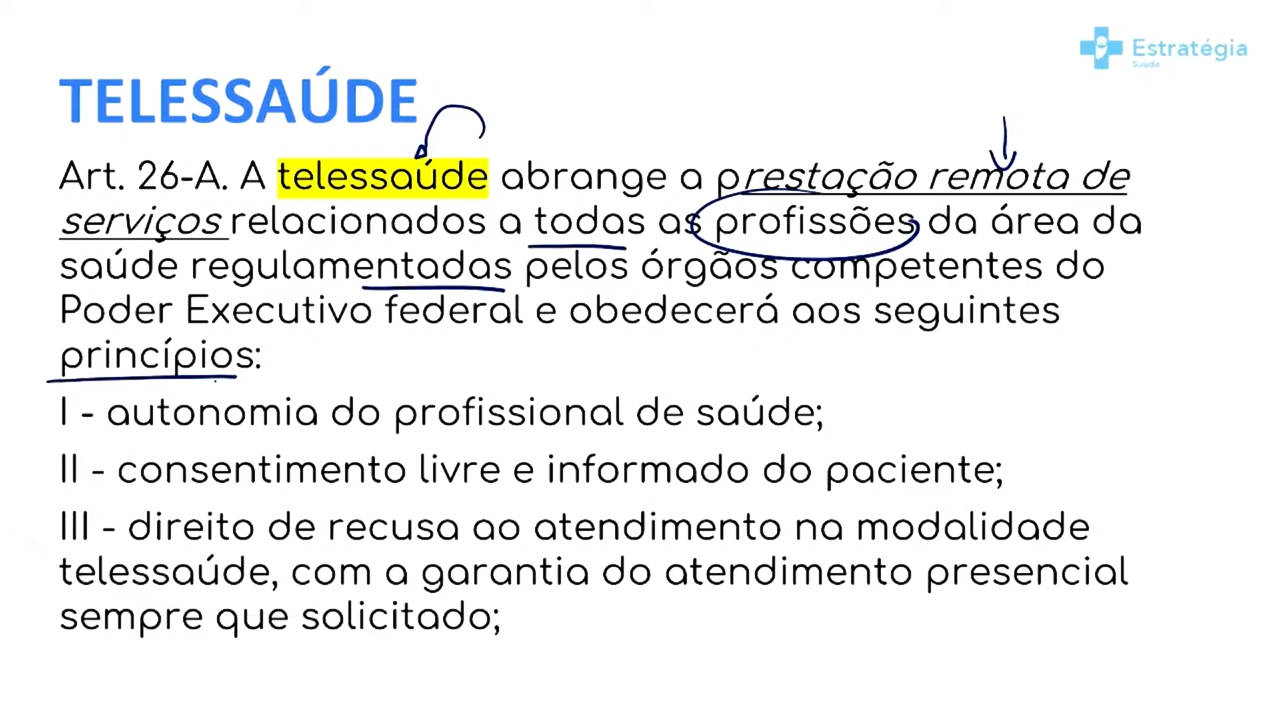 Estratégia
Saúde
TELESSAÚDE
Art. 26-A. A telessaúde abrange a prestação remota de
serviços relacionados a todas as profissões da área da
saúde regulamentadas pelos órgãos competentes do
Poder Executivo federal e obedecerá aos seguintes
princípios:
I - autonomia do profissional de saúde;
II - consentimento livre e informado do paciente;
III - direito de recusa ao atendimento na modalidade
telessaúde, com a garantia do atendimento presencial
sempre que solicitado;